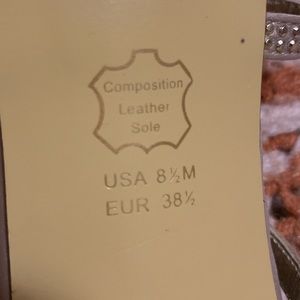 Composition
Leather
Sole
USA 8½M
EUR 38½